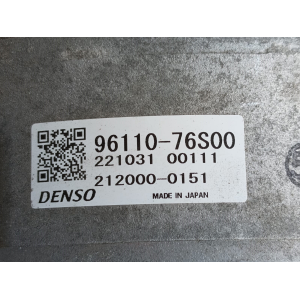 96110-76S00
221031 00111
212000-0151
DENSO MADE IN JAPAN